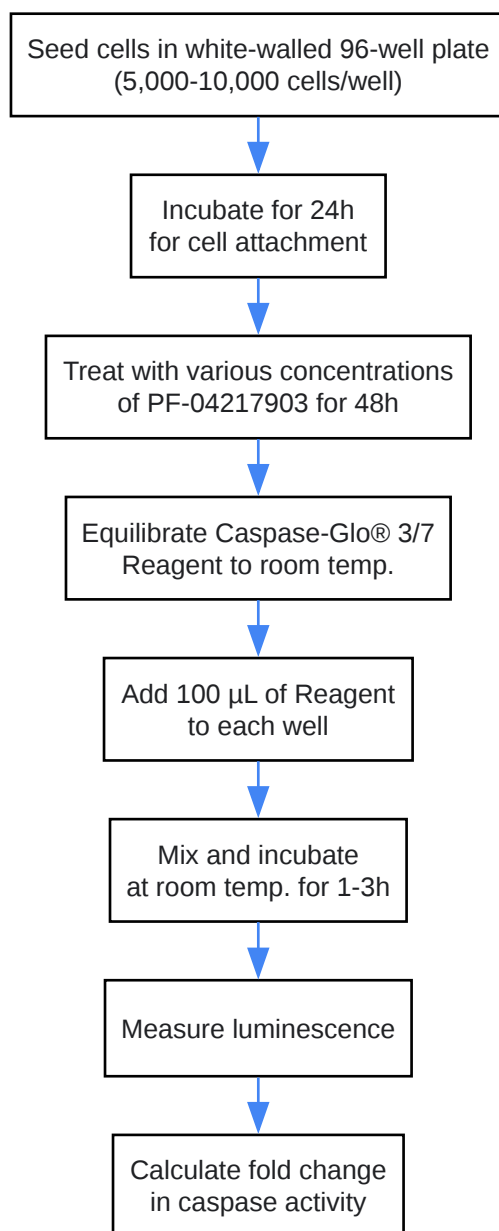 Seed cells in white-walled 96-well plate
(5,000-10,000 cells/well)
Incubate for 24h
for cell attachment
Treat with various concentrations
of PF-04217903 for 48h
Equilibrate Caspase-Glo® 3/7
Reagent to room temp.
Add 100 µL of Reagent
to each well
Mix and incubate
at room temp. for 1-3h
Measure luminescence
Calculate fold change
in caspase activity